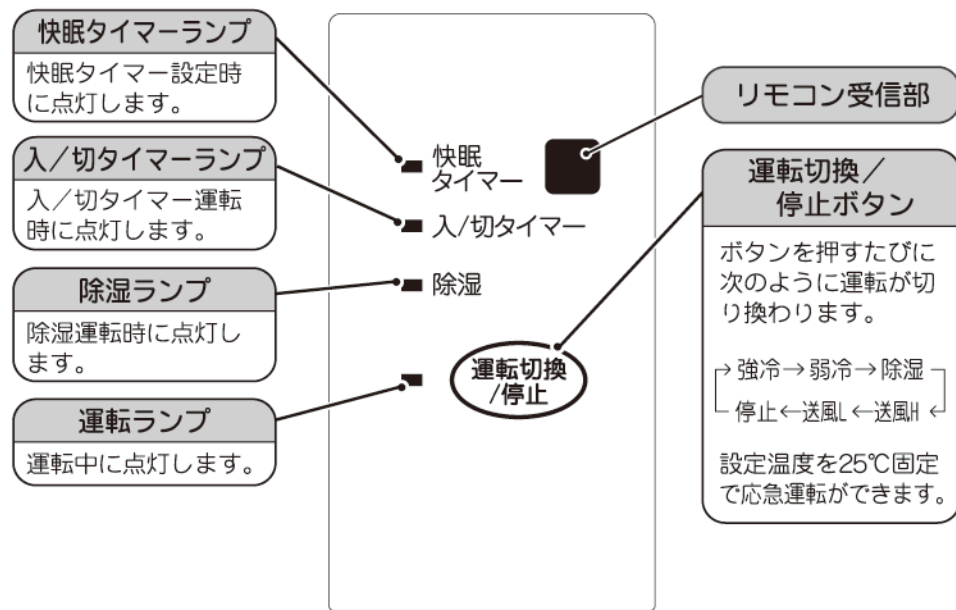 快眠タイマーランプ
快眠タイマー設定時
に点灯します。
入／切タイマーランプ
入／切タイマー運転
時に点灯します。
除湿ランプ
除湿運転時に点灯し
ます。
運転ランプ
運転中に点灯します。
快眠
タイマー
入/切タイマー
除湿
運転切換
/停止
リモコン受信部
運転切換／
停止ボタン
ボタンを押すたびに
次のように運転が切
り換わります。
→強冷→弱冷→除湿
停止←送風L←送風H←
設定温度を25℃固定
で応急運転ができます。